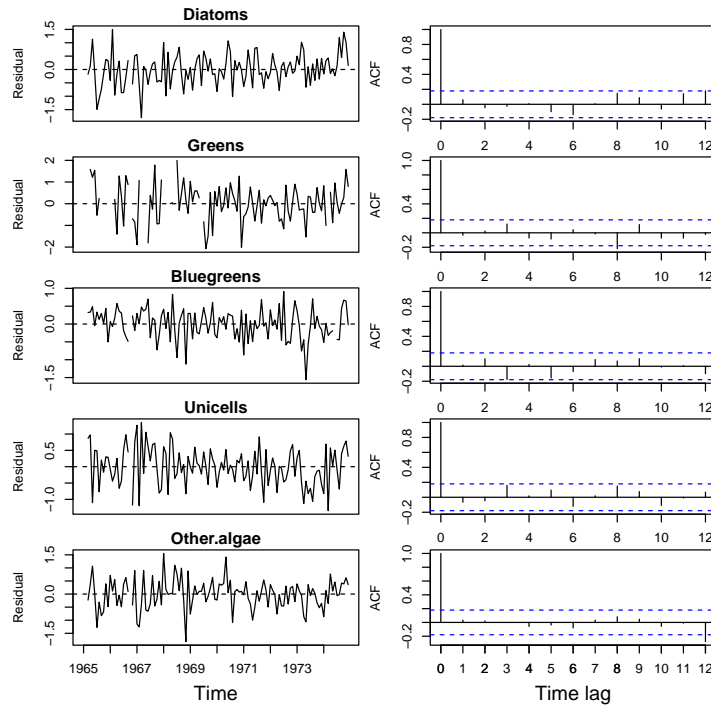 Diatoms
Residual
1.5
0.0
−1.5
ACF
0.8
0.4
−0.2
0 2 4 6 8 10 12
Greens
Residual
2
1
0
−2
ACF
1.0
0.4
−0.2
0 2 4 6 8 10 12
Bluegreens
Residual
1.0
0.0
−1.5
ACF
0.8
0.4
−0.2
0 2 4 6 8 10 12
Unicells
Residual
0.5
−1.0
ACF
0.8
0.4
−0.2
0 2 4 6 8 10 12
Other.algae
Residual
1.5
0.0
−1.5
ACF
1.0
0.4
−0.2
1965 1967 1969 1971 1973
0 1 2 3 4 5 6 7 8 9 10 11 12
Time
Time lag